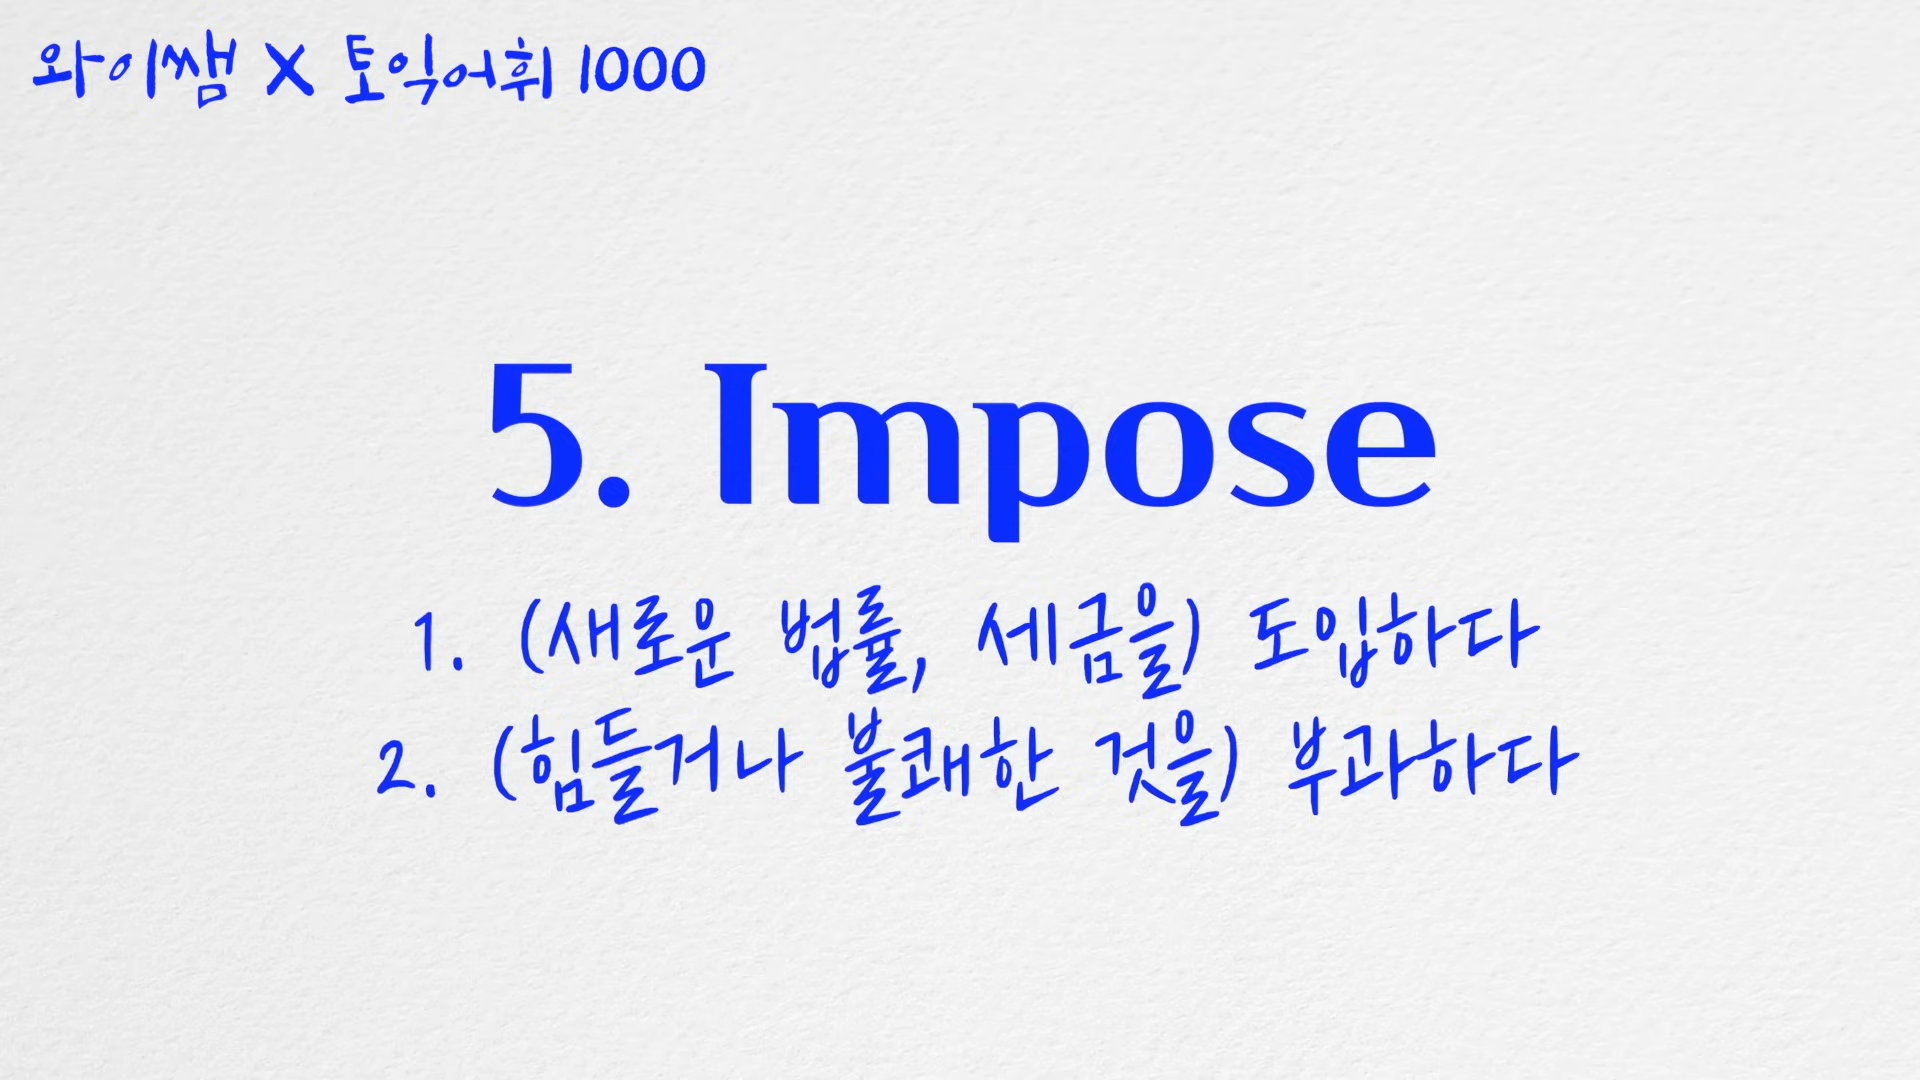 와이쌤 X 토익어휘 1000
5. Impose
1. (새로운 법률, 세금을) 도입하다
2. (힘들거나 불쾌한 것을) 부과하다